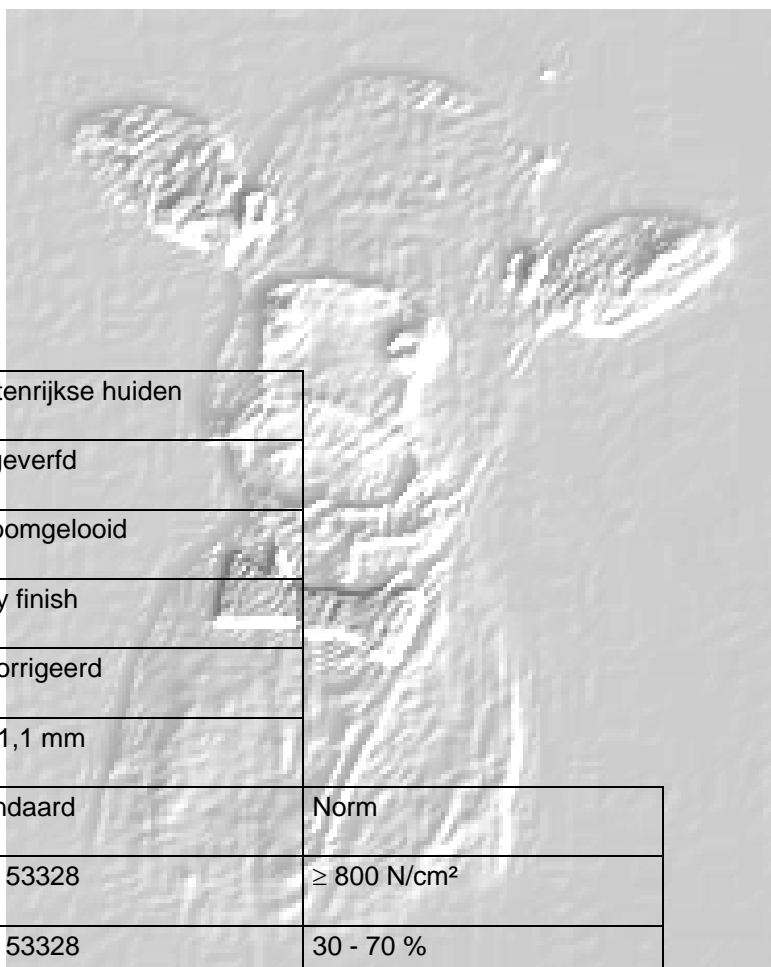 tenrijkse huiden
geverfd
oomgelooid
y finish
orrigeerd
1,1 mm
ndaard Norm
53328 ≥ 800 N/cm²
53328 30 - 70 %